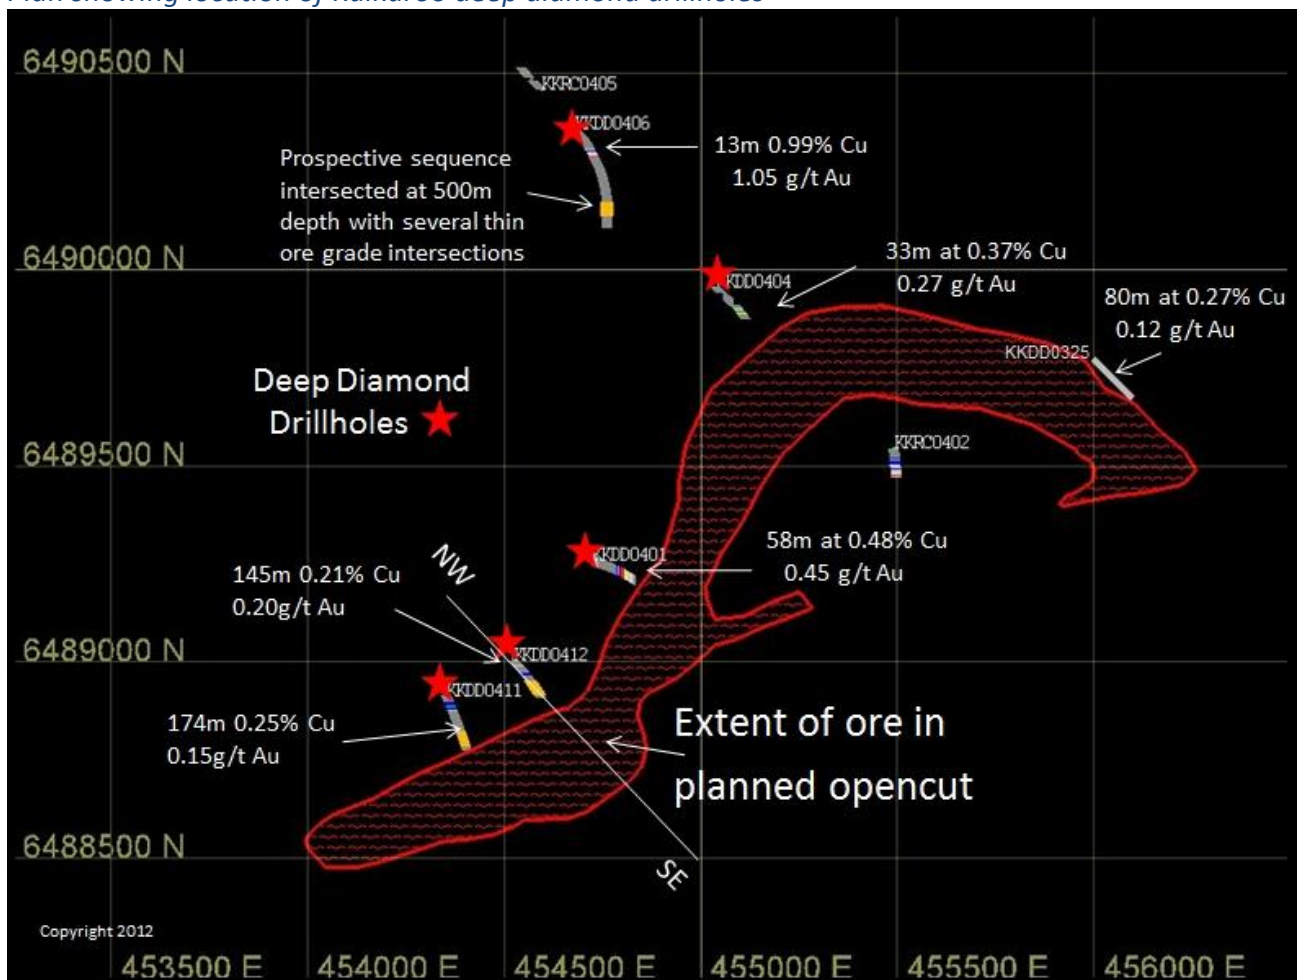 Plan showing location of Kalkaroo deep diamond drillholes
6490500 N
KKRC0405
KKDD0406
13m 0.99% Cu
1.05 g/t Au
Prospective sequence
intersected at 500m
depth with several thin
ore grade intersections
6490000 N
33m at 0.37% Cu
0.27 g/t Au
KDD0404
80m at 0.27% Cu
0.12 g/t Au
KKDD0325
Deep Diamond
Drillholes
6489500 N
KKRC0402
NW
KKDD0401
58m at 0.48% Cu
0.45 g/t Au
145m 0.21% Cu
0.20g/t Au
6489000 N
KKDD0412
KKDD0411
174m 0.25% Cu
0.15g/t Au
Extent of ore in
planned opencut
6488500 N
SE
Copyright 2012
453500 E
454000 E
454500 E
455000 E
455500 E
456000 E